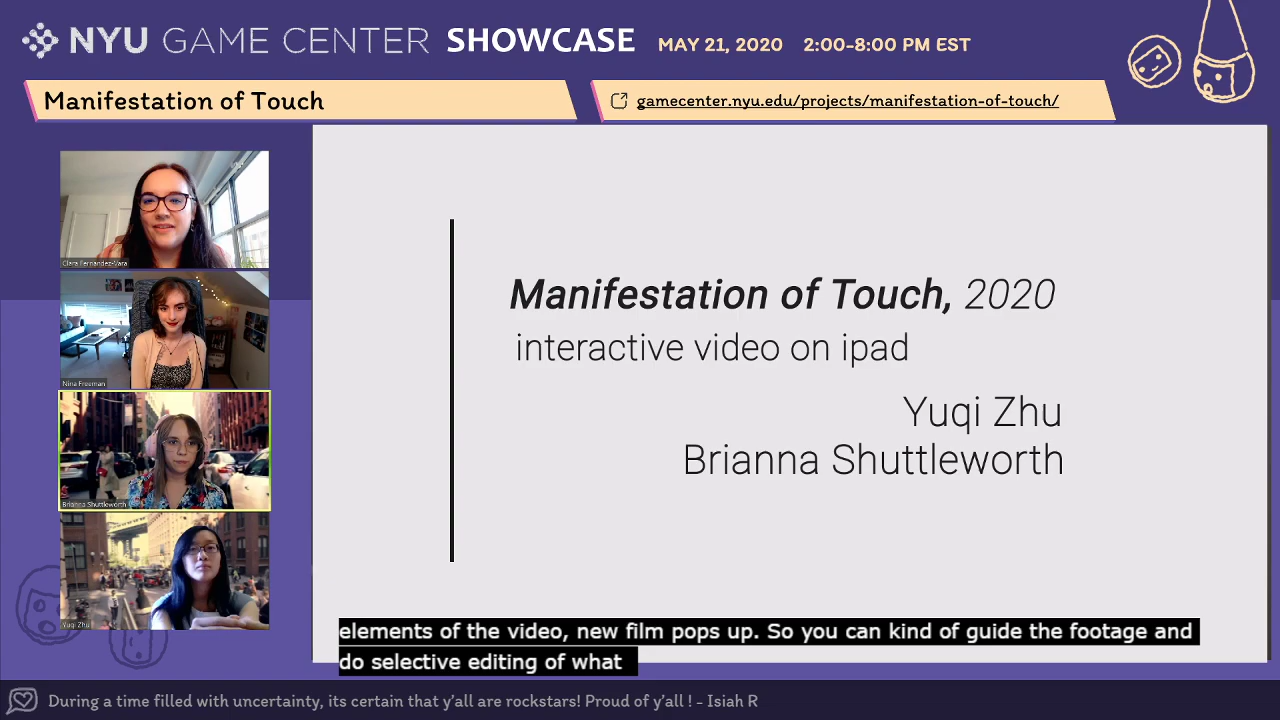 NYU GAME CENTER SHOWCASE MAY 21, 2020 2:00-8:00 PM EST
Manifestation of Touch
gamecenter.nyu.edu/projects/manifestation-of-touch/
Clara Fernandez-Vara
Nina Freeman
Brianna Shuttleworth
Yuqi Zhu
Manifestation of Touch, 2020
interactive video on ipad
Yuqi Zhu
Brianna Shuttleworth
elements of the video, new film pops up. So you can kind of guide the footage and
do selective editing of what
During a time filled with uncertainty, its certain that y'all are rockstars! Proud of y'all ! - Isiah R